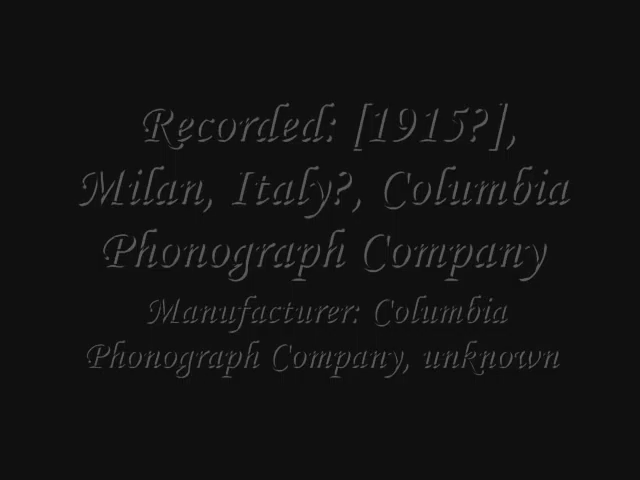 Recorded: [1915?],
Milan, Italy?, Columbia
Phonograph Company
Manufacturer: Columbia
Phonograph Company, unknown